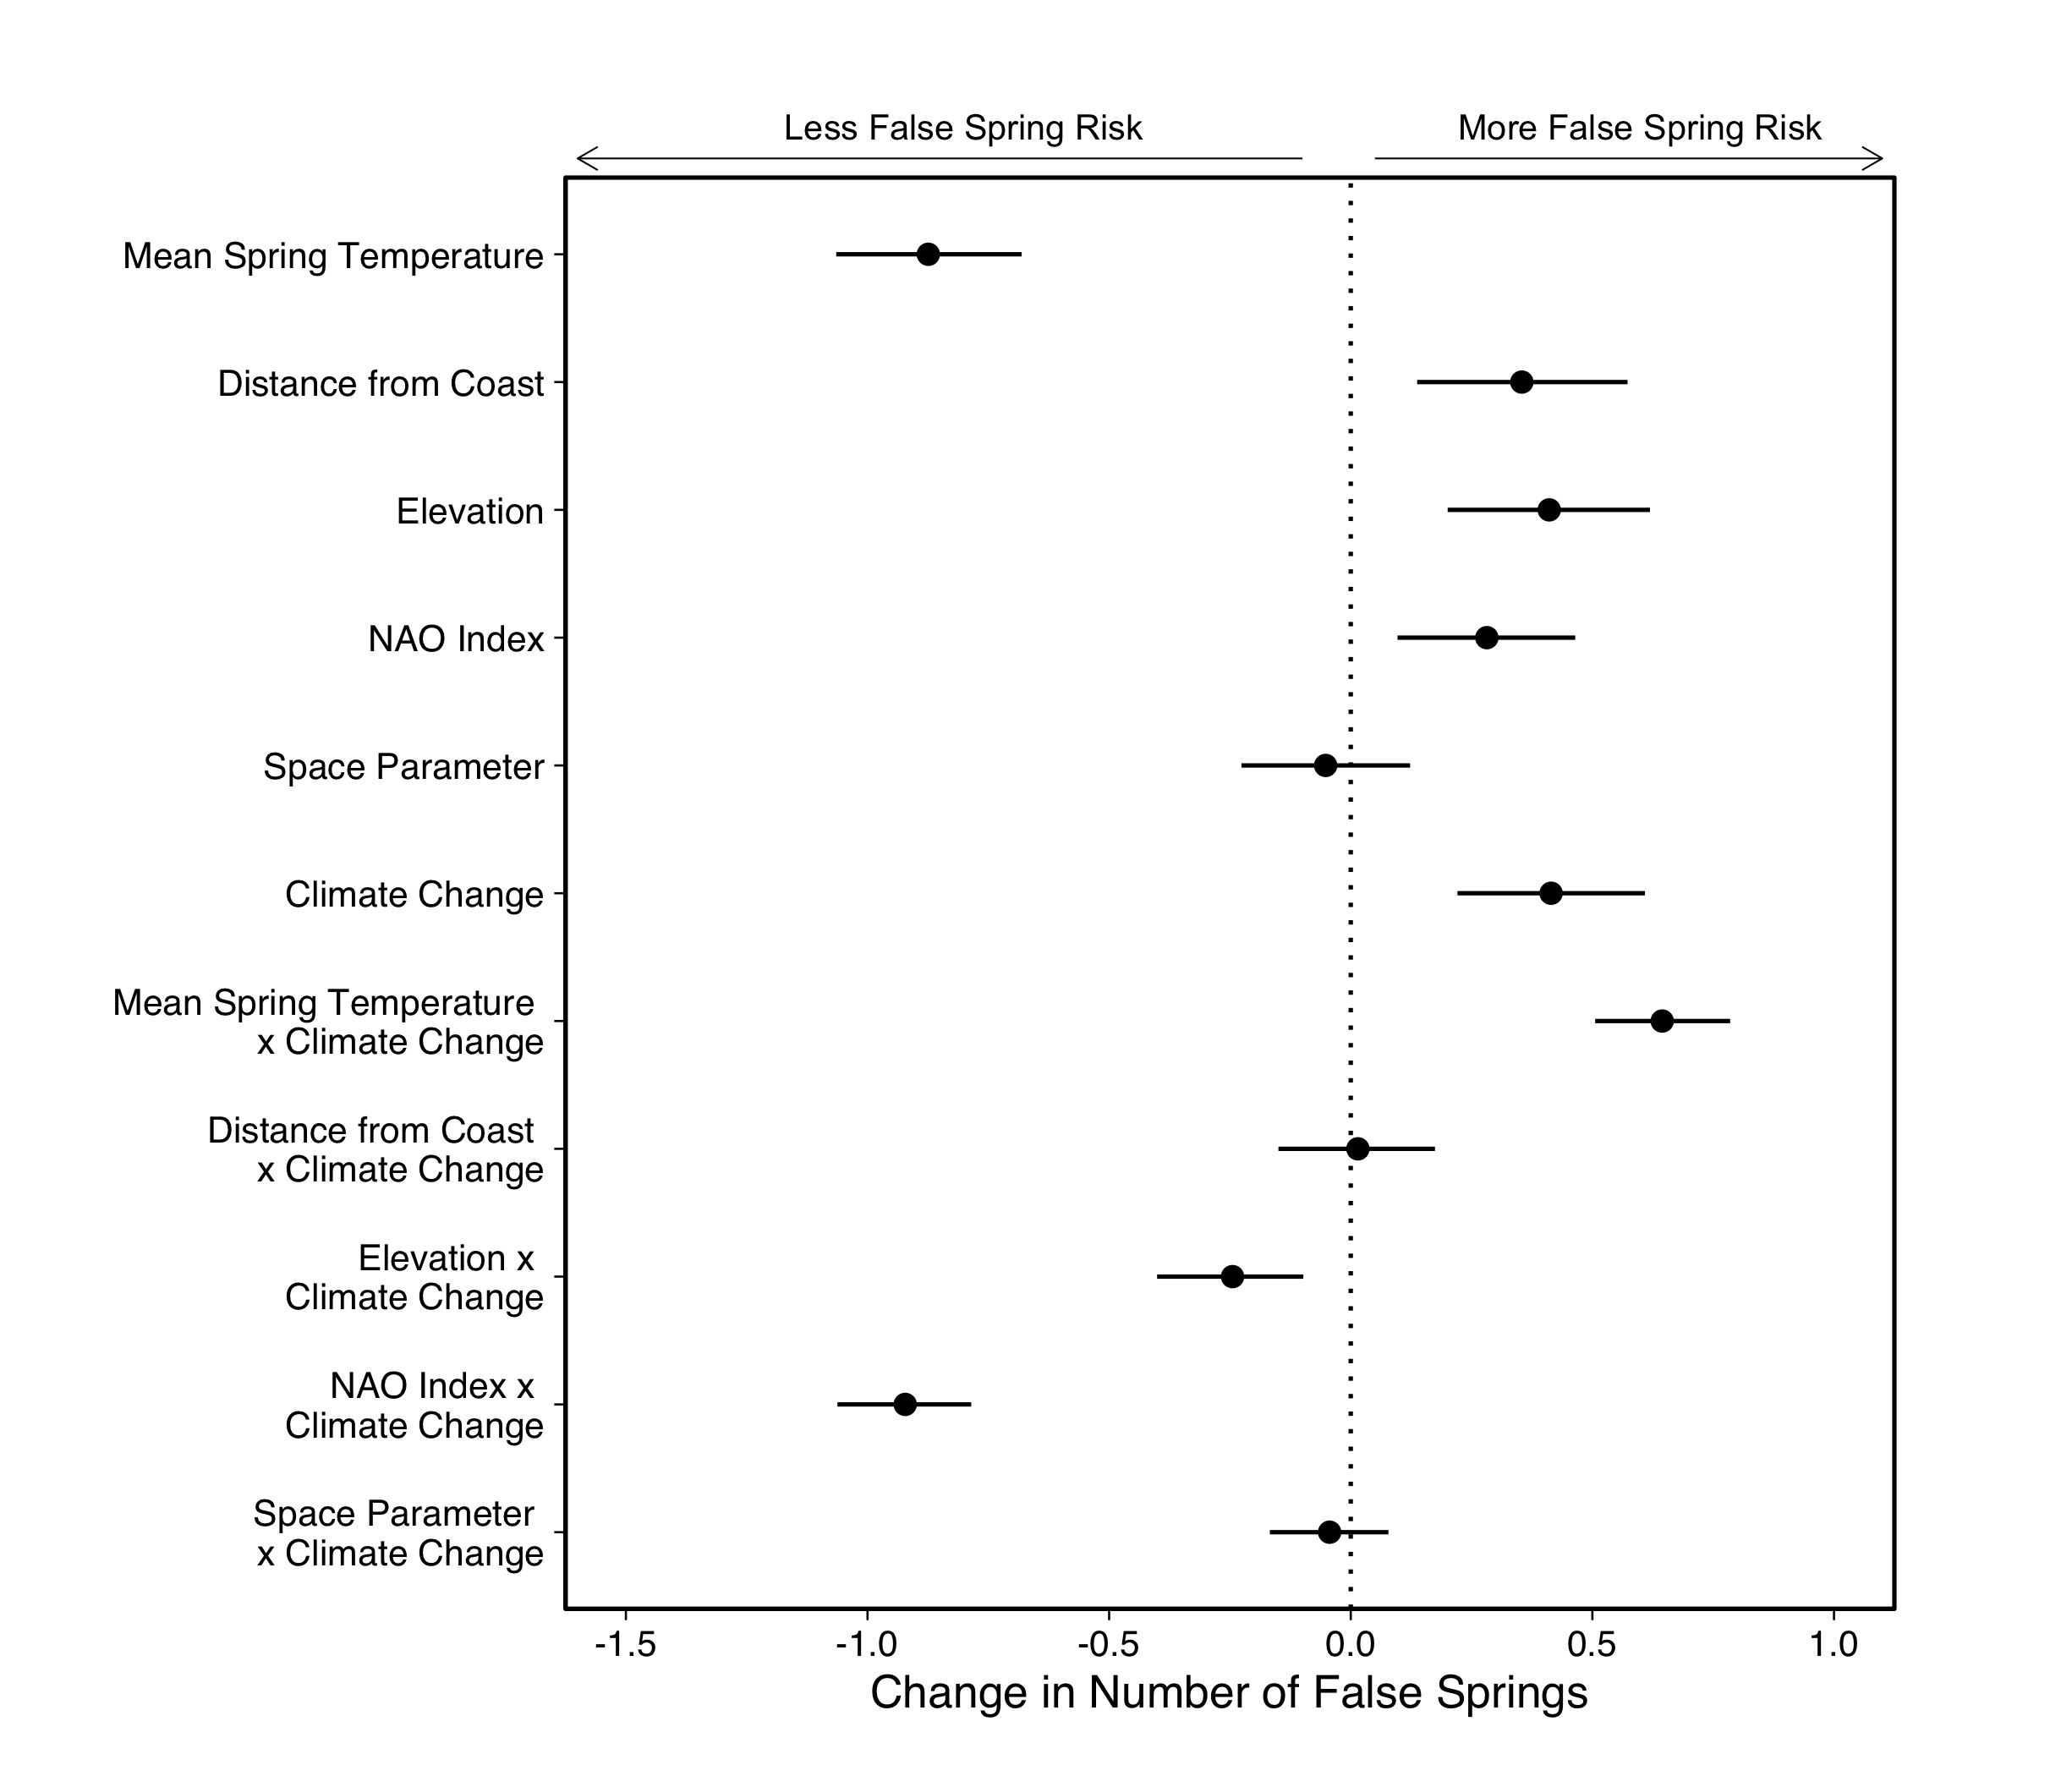 Less False Spring Risk
More False Spring Risk
Mean Spring Temperature
Distance from Coast
Elevation
NAO Index
Space Parameter
Climate Change
Mean Spring Temperature
x Climate Change
Distance from Coast
x Climate Change
Elevation x
Climate Change
NAO Index x
Climate Change
Space Parameter
x Climate Change
-1.5
-1.0
-0.5
0.0
0.5
1.0
Change in Number of False Springs